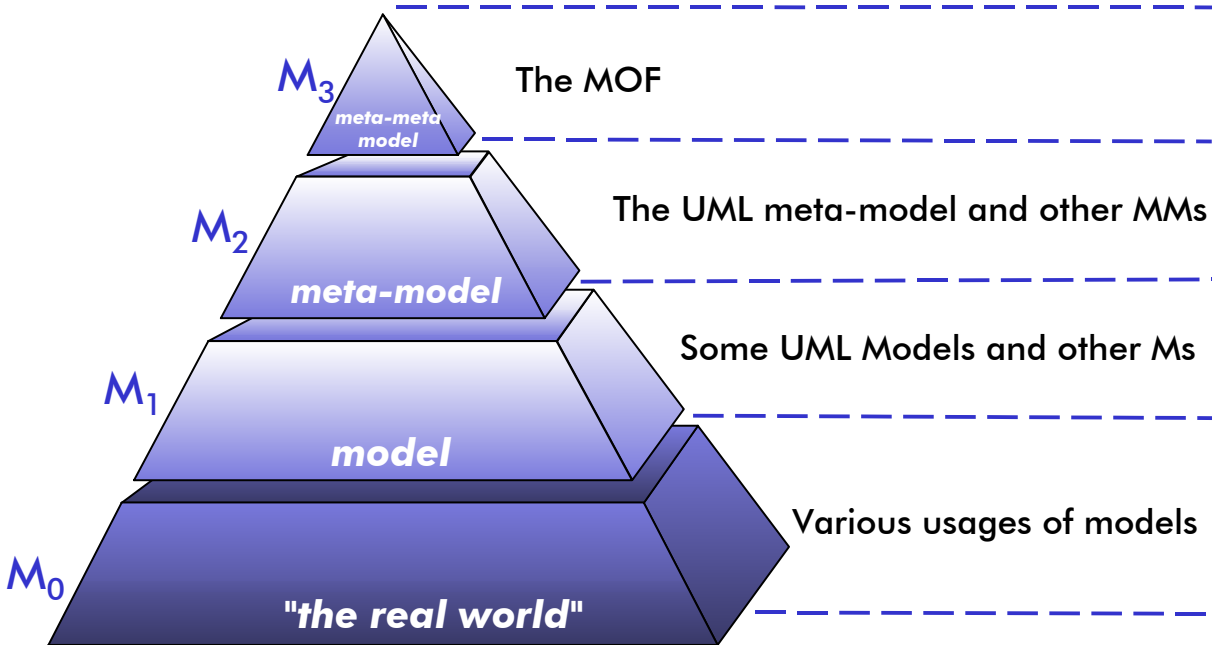 M3
The MOF
meta-meta
model
M2
The UML meta-model and other MMs
meta-model
M1
Some UML Models and other Ms
model
M0
Various usages of models
"the real world"